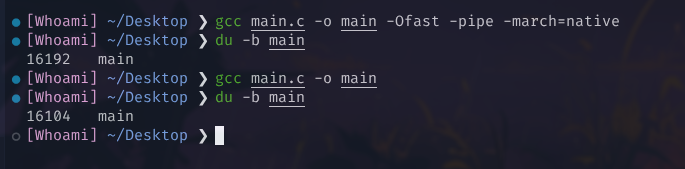 [Whoami] ~/Desktop ❯ gcc main.c -o main -Ofast -pipe -march=native
[Whoami] ~/Desktop ❯ du -b main
16192   main
[Whoami] ~/Desktop ❯ gcc main.c -o main
[Whoami] ~/Desktop ❯ du -b main
16104   main
[Whoami] ~/Desktop ❯